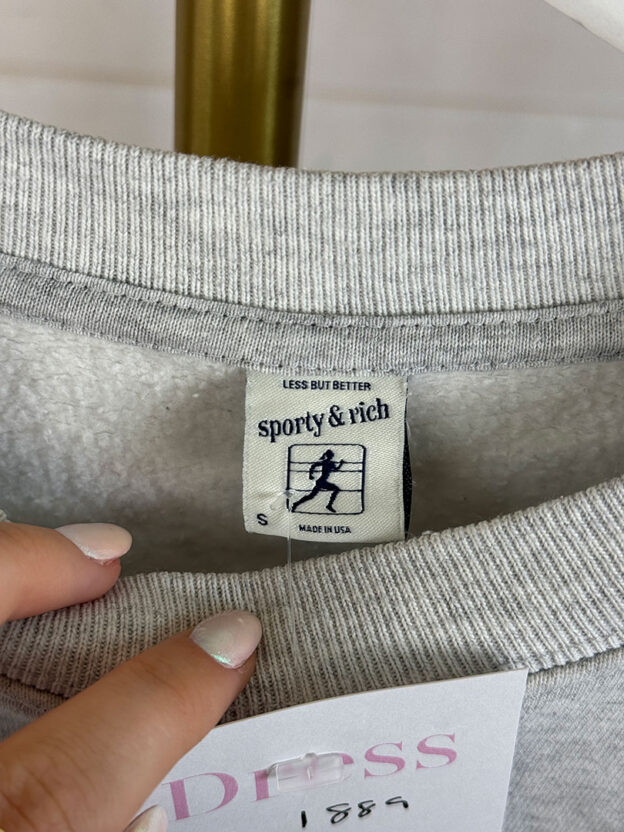 LESS BUT BETTER
sporty & rich
S
MADE IN USA
Dress
1889